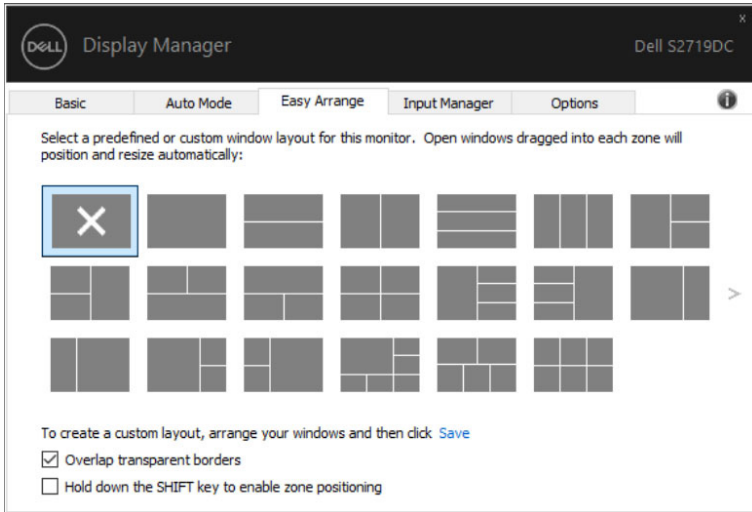 x
DELL
Display Manager
Dell S2719DC
Basic
Auto Mode
Easy Arrange
Input Manager
Options
i
Select a predefined or custom window layout for this monitor. Open windows dragged into each zone will
position and resize automatically:
>
To create a custom layout, arrange your windows and then click Save
Overlap transparent borders
Hold down the SHIFT key to enable zone positioning